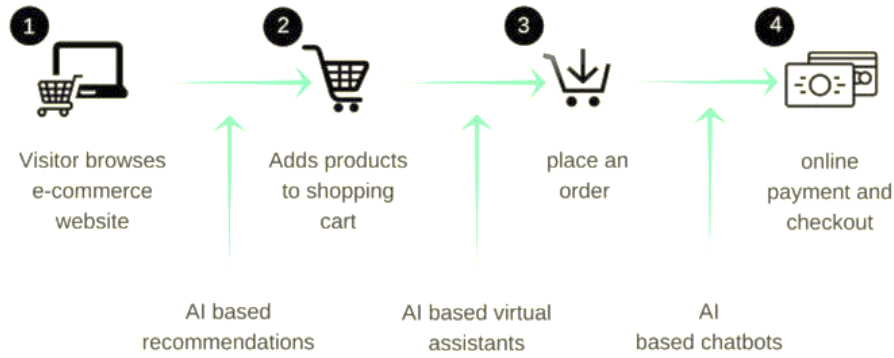 1
2
3
4
Visitor browses
e-commerce
website
Adds products
to shopping
cart
place an
order
online
payment and
checkout
AI based
recommendations
AI based virtual
assistants
AI
based chatbots